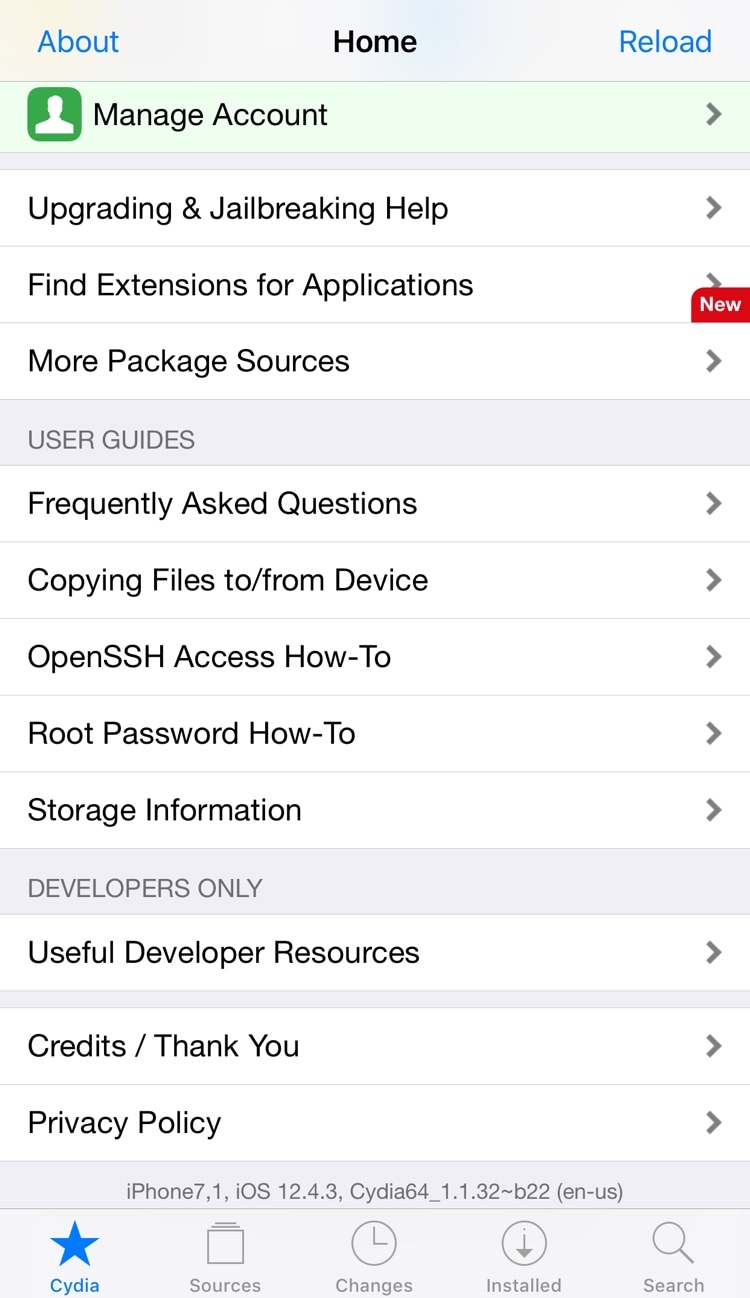 About Home Reload
Manage Account
Upgrading & Jailbreaking Help
Find Extensions for Applications
New
More Package Sources
USER GUIDES
Frequently Asked Questions
Copying Files to/from Device
OpenSSH Access How-To
Root Password How-To
Storage Information
DEVELOPERS ONLY
Useful Developer Resources
Credits / Thank You
Privacy Policy
iPhone7,1, iOS 12.4.3, Cydia64_1.1.32~b22 (en-us)
Cydia Sources Changes Installed Search